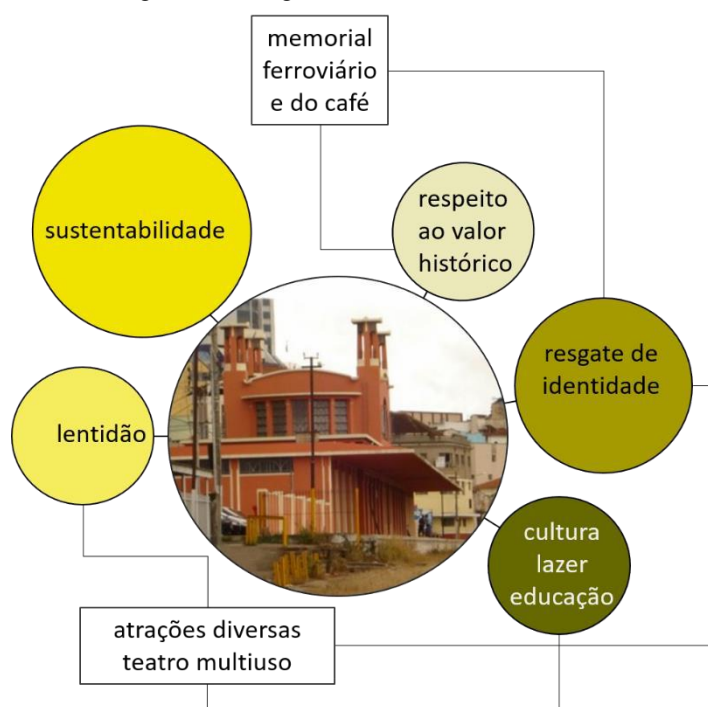 memorial
ferroviário
e do café
respeito
ao valor
histórico
sustentabilidade
resgate de
identidade
lentidão
cultura
lazer
educação
atrações diversas
teatro multiuso